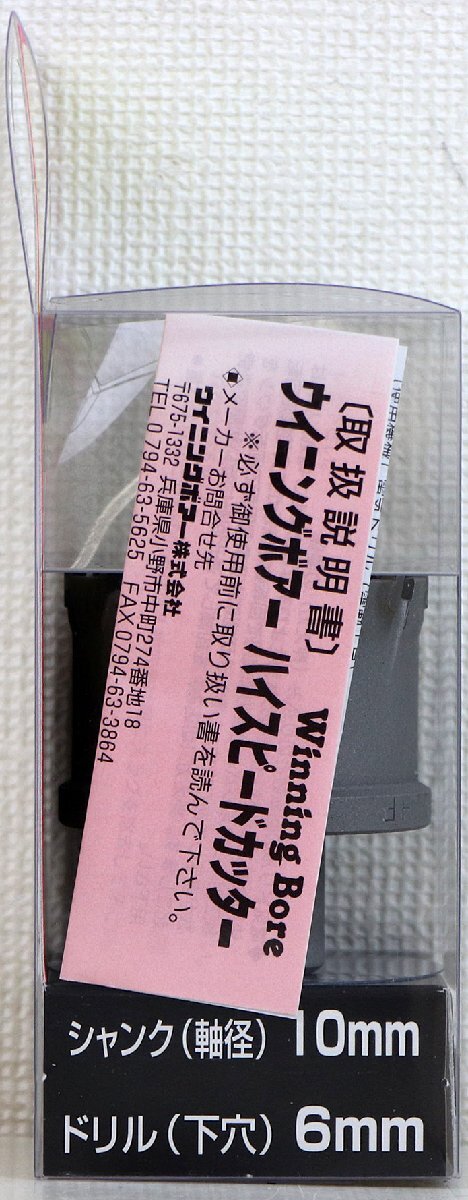 〔取扱説明書〕
Winning Bore
ウイニングボアー ハイスピードカッター
※必ず御使用前に取り扱い書を読んで下さい。
メーカーお問合せ先
ウイニングボアー株式会社
〒675-1332 兵庫県小野市中町274番地18
TEL 0794-63-5625 FAX 0794-63-3864
シャンク(軸径) 10mm
ドリル(下穴) 6mm